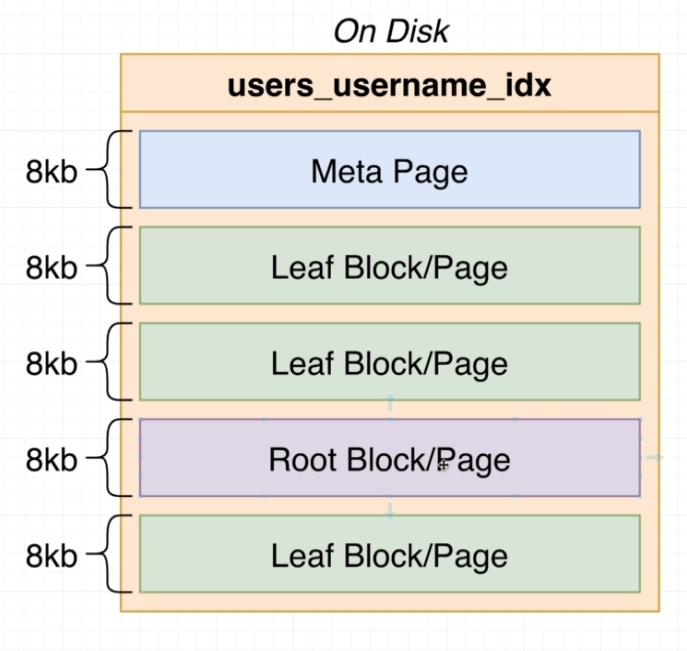 On Disk
users_username_idx
8kb
Meta Page
8kb
Leaf Block/Page
8kb
Leaf Block/Page
8kb
Root Block/Page
8kb
Leaf Block/Page